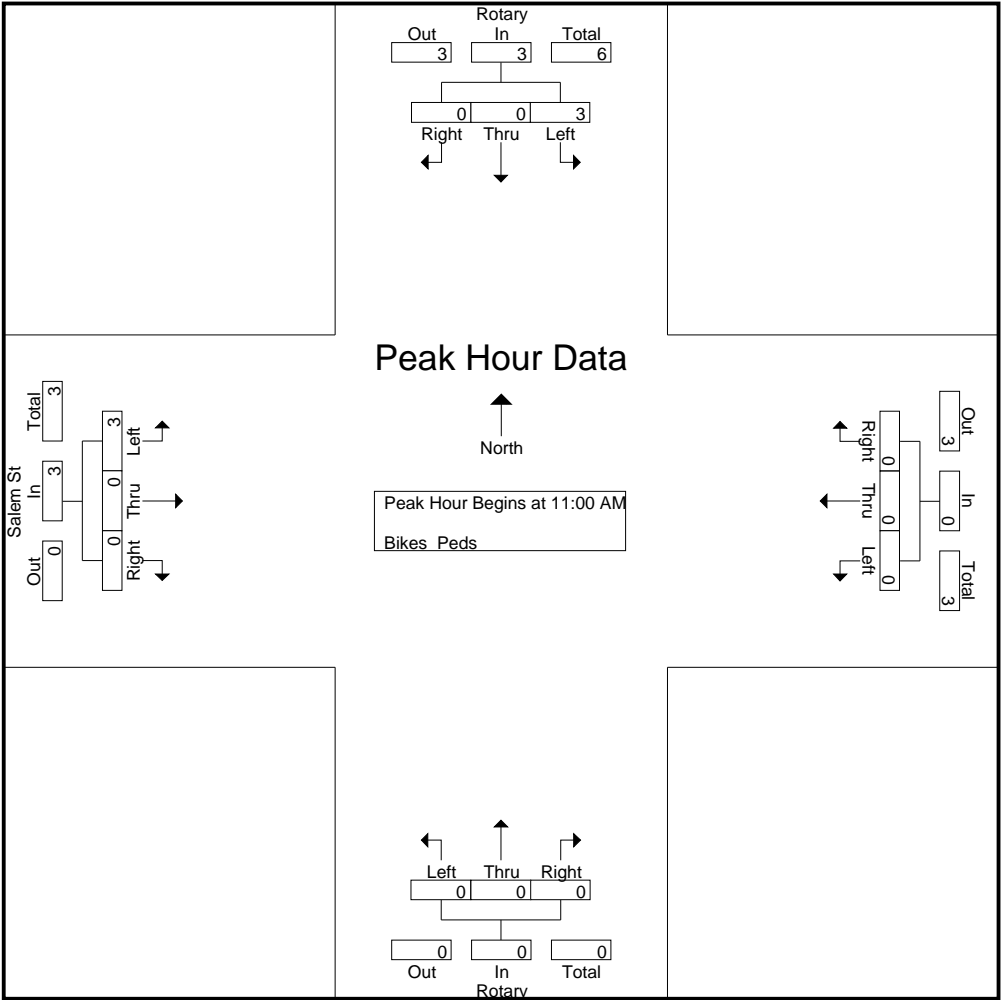 Rotary
Out In Total
3 3 6
0 0 3
Right Thru Left
Peak Hour Data
North
Peak Hour Begins at 11:00 AM
Bikes Peds
Salem St
Total In Out
3 3 0
3 0 0
Left Thru Right
Out In Total
3 0 3
0 0 0
Right Thru Left
Left Thru Right
0 0 0
0 0 0
Out In Total
Rotary